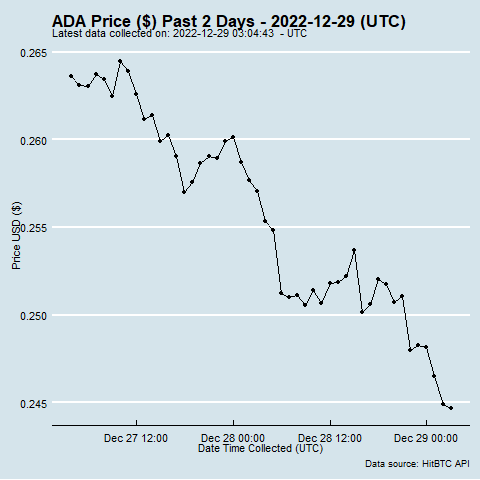 ADA Price ($) Past 2 Days - 2022-12-29 (UTC)
Latest data collected on: 2022-12-29 03:04:43  - UTC
0.265
0.260
0.255
0.250
0.245
Price USD ($)
Dec 27 12:00 Dec 28 00:00 Dec 28 12:00 Dec 29 00:00
Date Time Collected (UTC)
Data source: HitBTC API